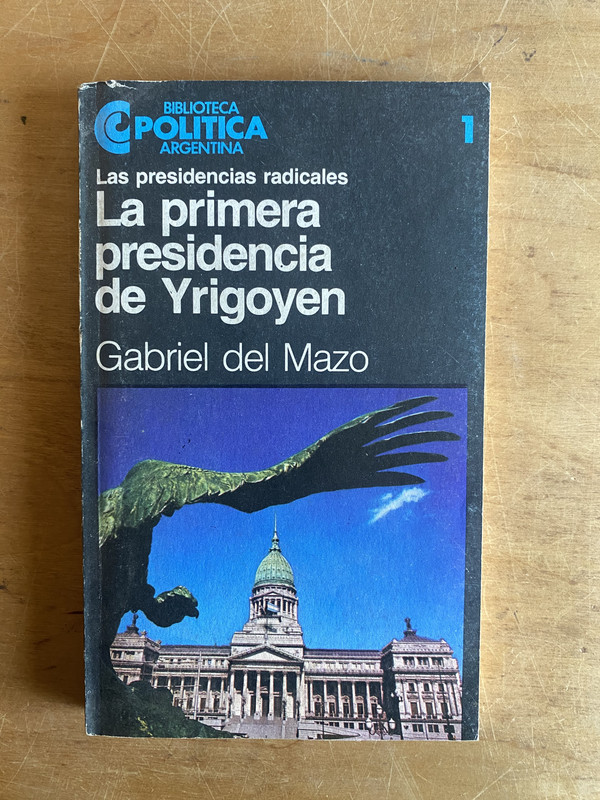 BIBLIOTECA
POLITICA
ARGENTINA
1
Las presidencias radicales
La primera
presidencia
de Yrigoyen
Gabriel del Mazo